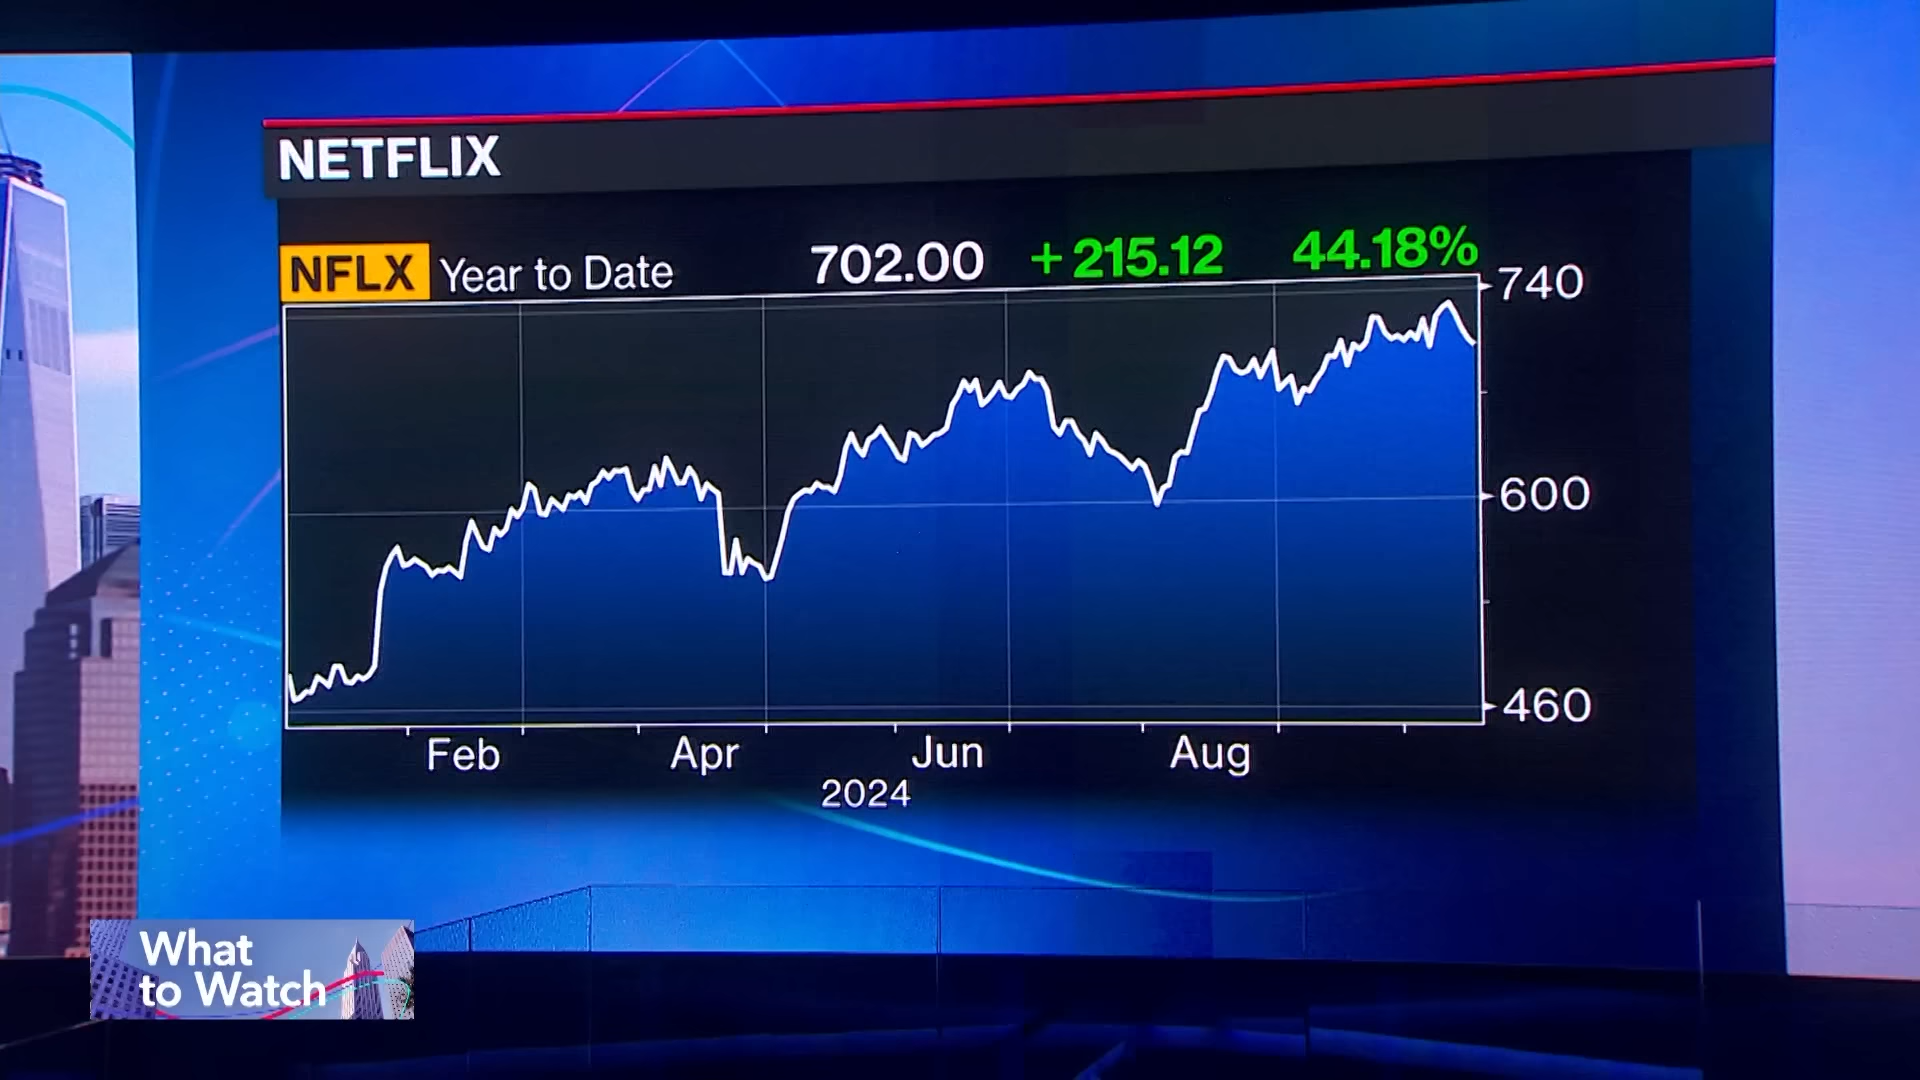 NETFLIX
NFLX Year to Date 702.00 +215.12 44.18%
740
600
460
Feb Apr Jun Aug
2024
What
to Watch